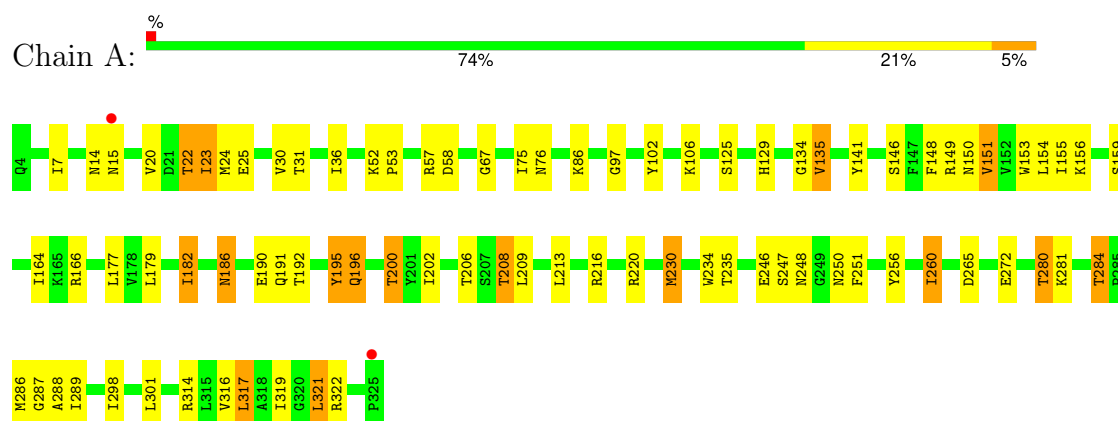 %
Chain A:
74% 21% 5%
Q4 I7 N14 N15 V20 D21 T22 I23 M24 E25 V30 T31 I36 K52 P53 R57 D58 G67 I75 N76 K86 G97 Y102 K106 S125 H129 G134 V135 Y141 S146 F147 F148 R149 N150 V151 V152 W153 L154 I155 K156 S159
I164 K165 R166 L177 V178 L179 I182 N186 E190 Q191 T192 Y195 Q196 T200 Y201 I202 T206 S207 T208 L209 L213 R216 R220 M230 W234 T235 E246 S247 N248 G249 N250 F251 Y256 I260 D265 E272 T280 K281 T284 R285
M286 G287 A288 I289 I298 L301 R314 L315 V316 L317 A318 I319 G320 L321 R322 P325